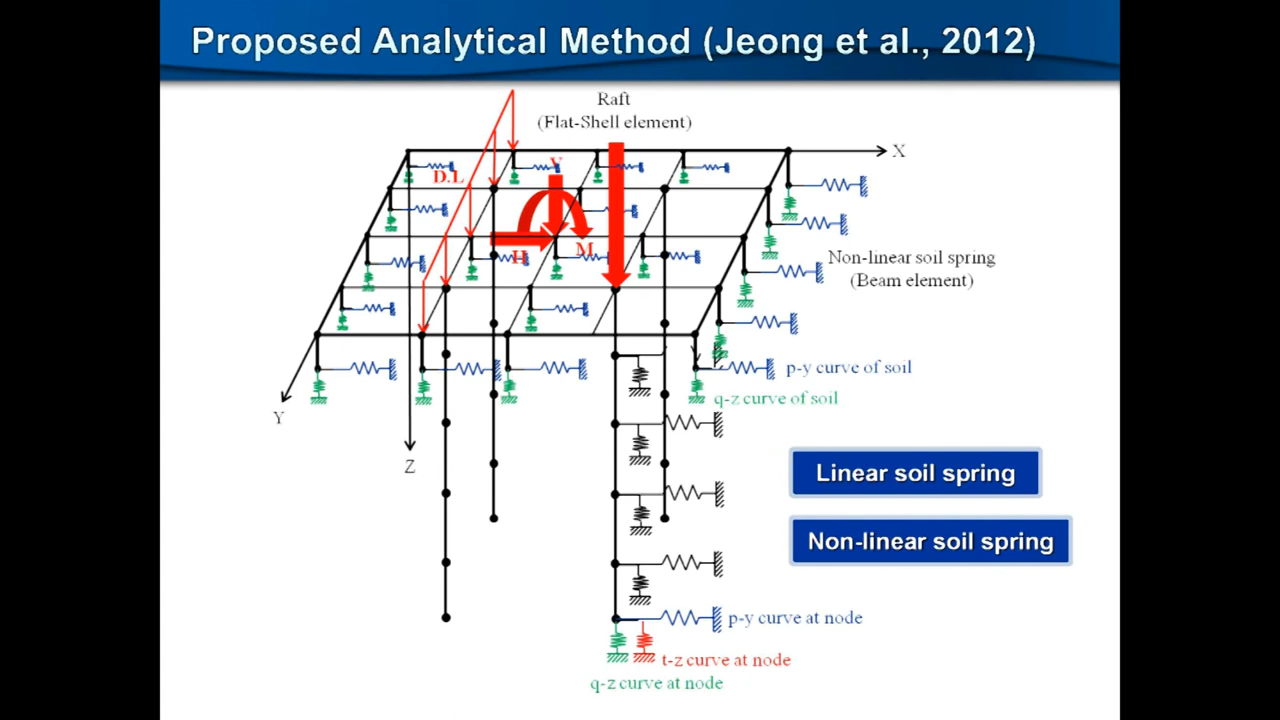 Proposed Analytical Method (Jeong et al., 2012)
Raft
(Flat-Shell element)
X
V
D.L
H
M
Non-linear soil spring
(Beam element)
p-y curve of soil
q-z curve of soil
Y
Z
Linear soil spring
Non-linear soil spring
p-y curve at node
t-z curve at node
q-z curve at node